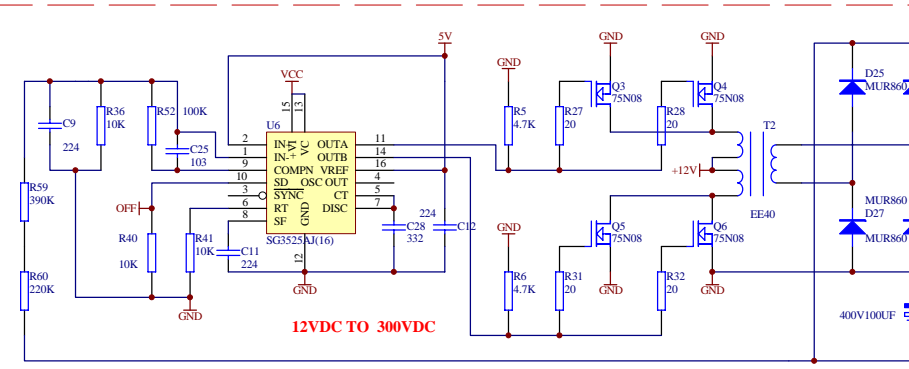 5V
GND
GND
GND
VCC
Q3
75N08
Q4
75N08
D25
MUR860
C9
224
R36
10K
R52
100K
15
13
U6
R5
4.7K
R27
20
R28
20
T2
C25
103
2
1
9
10
3
6
8
IN+
IN-
COMPN
SD
SYNC
RT
SF
VI
VC
OUTA
OUTB
VREF
OSC OUT
CT
DISC
GND
11
14
16
4
5
7
12
SG3525AJ(16)
+12V
EE40
R59
390K
OFF
R40
10K
R41
10K
C11
224
C28
332
224
C12
GND
Q5
75N08
Q6
75N08
MUR860
D27
MUR860
R60
220K
GND
GND
R6
4.7K
R31
20
R32
20
GND
GND
12VDC TO 300VDC
400V100UF